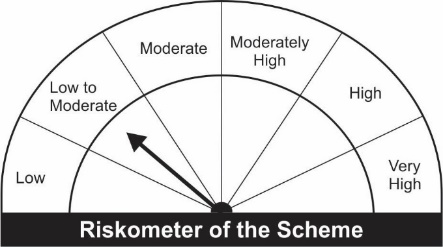 Low
Low to
Moderate
Moderate
Moderately
High
High
Very
High
Riskometer of the Scheme